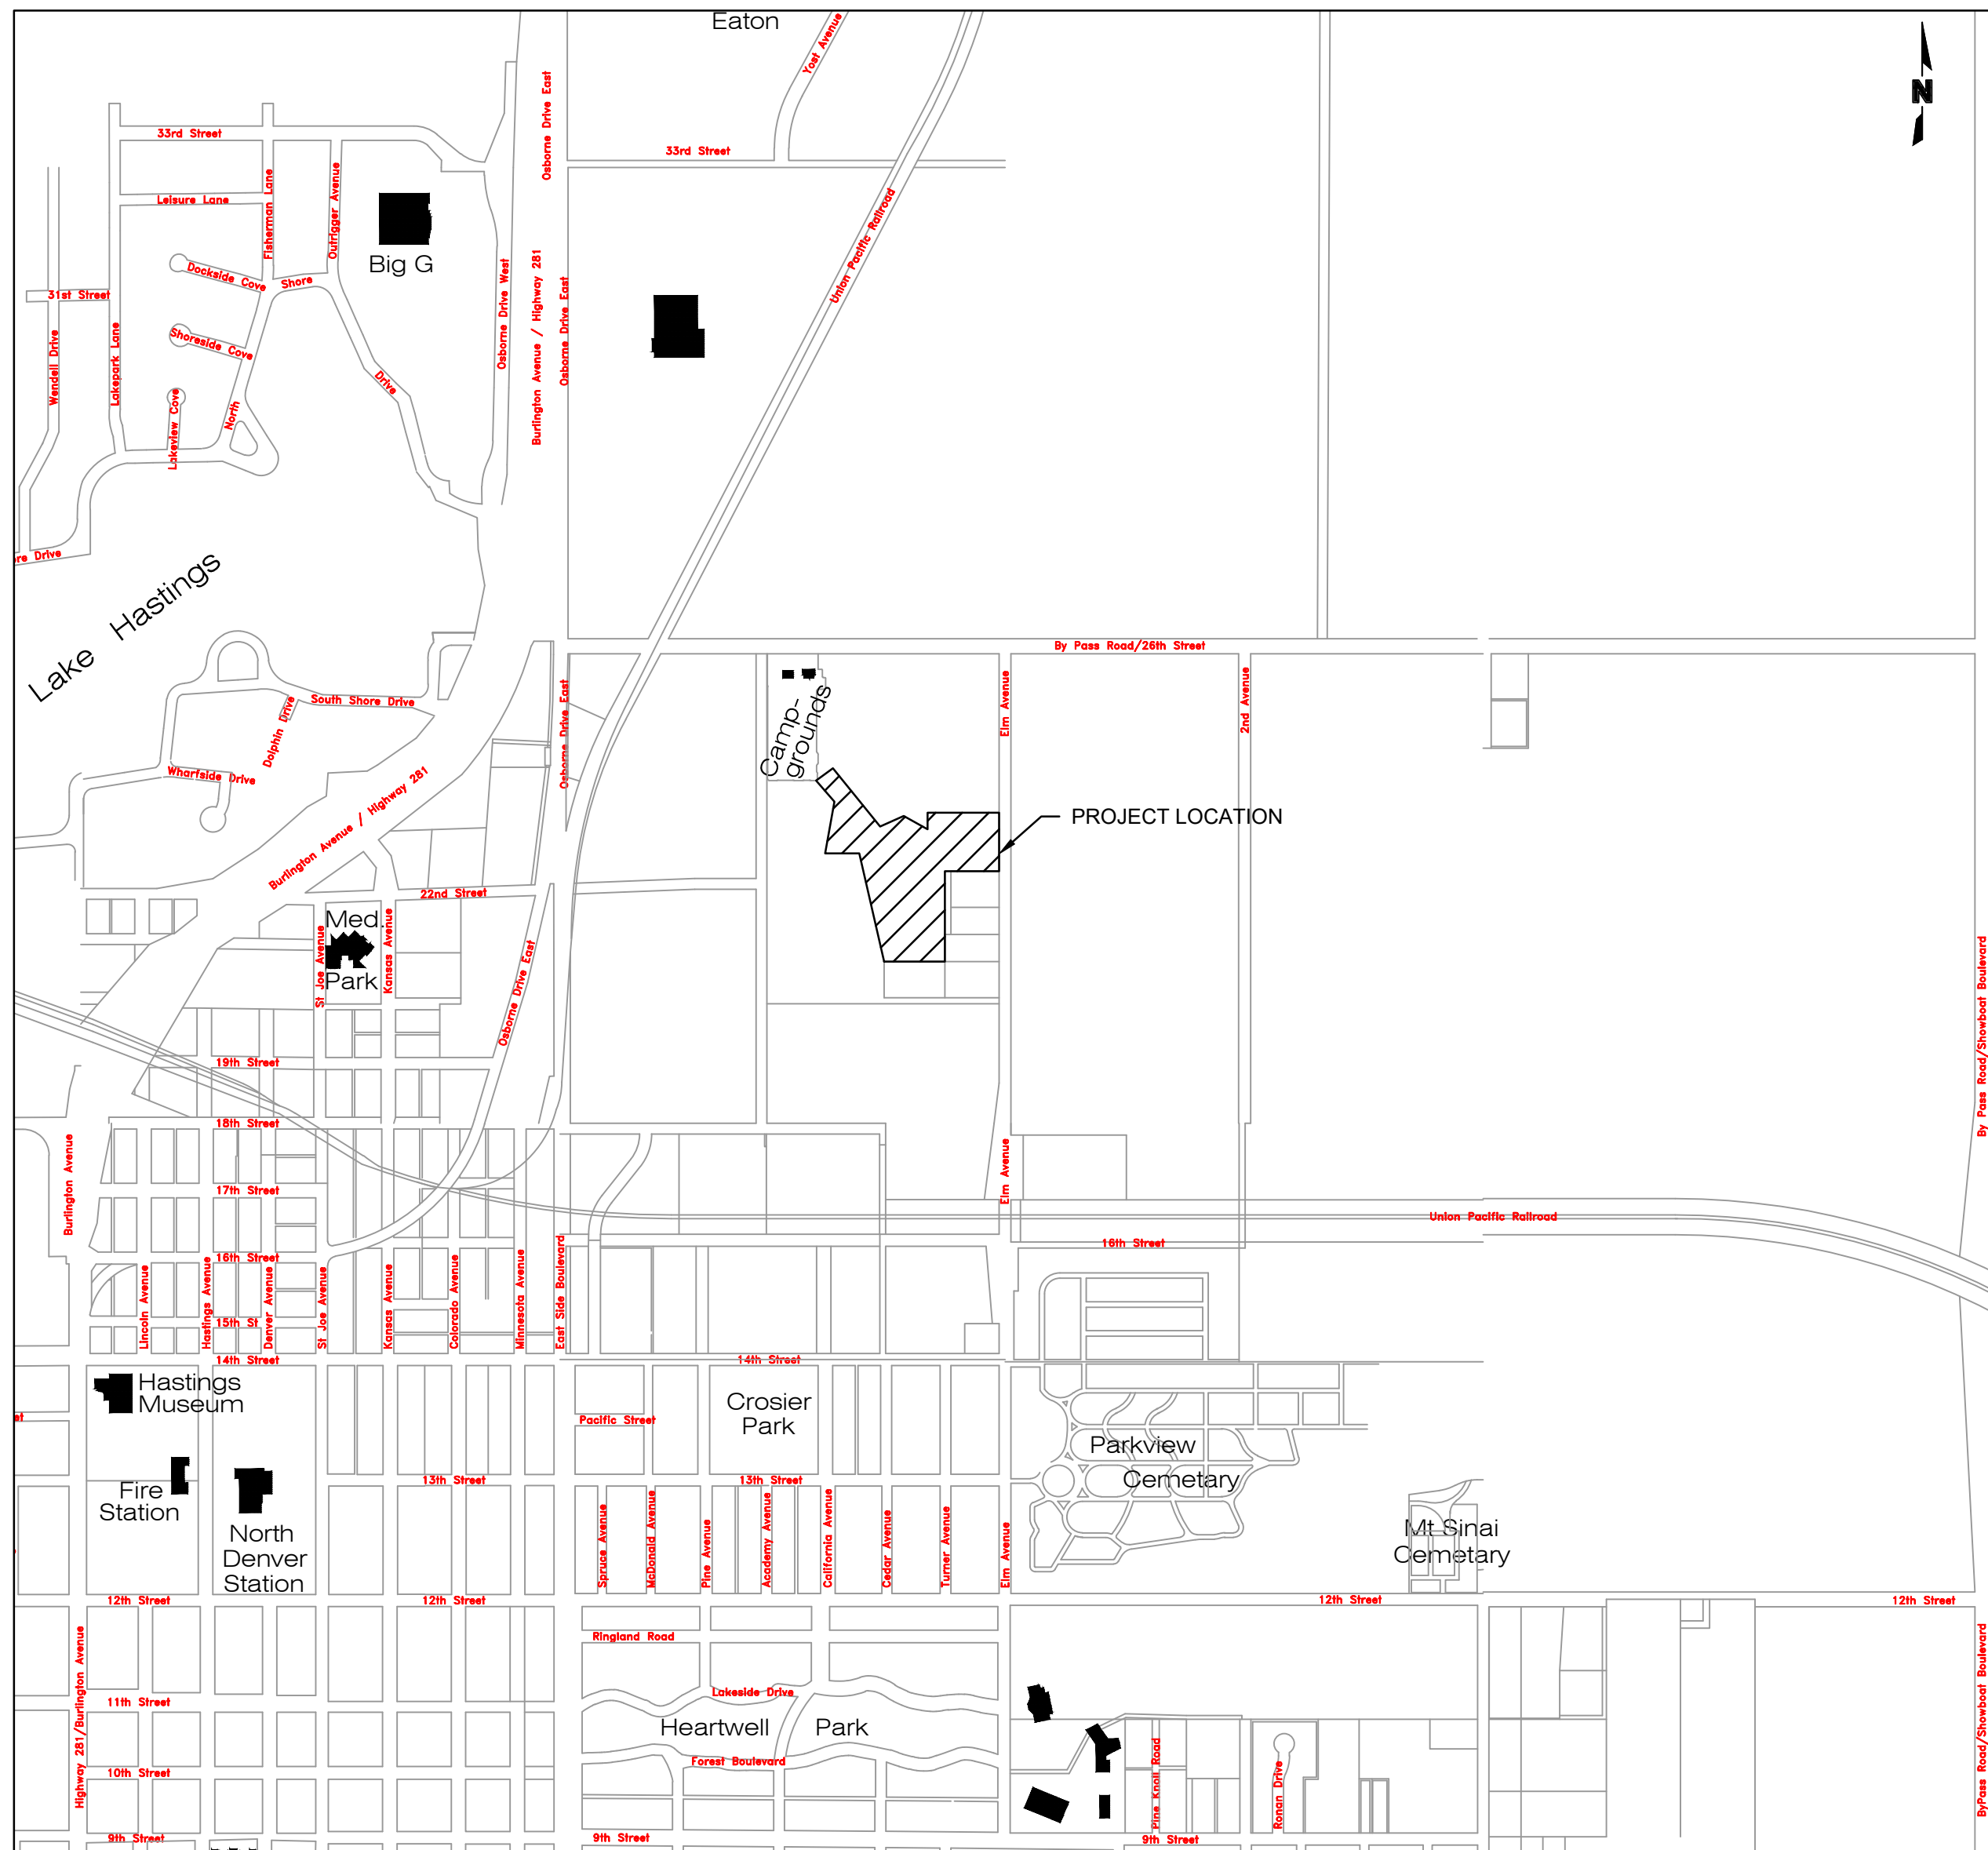 Eaton
Yost Avenue
N
Osborne Drive East
33rd Street
33rd Street
Leisure Lane
Fisherman Lane
Outrigger Avenue
Big G
Dockside Cove
Shore
31st Street
Shoreside Cove
Wendell Drive
Lakepark Lane
Lakeview Cove
North
Drive
Osborne Drive West
Burlington Avenue / Highway 281
Osborne Drive East
Union Pacific Railroad
re Drive
Lake Hastings
By Pass Road/26th Street
South Shore Drive
Dolphin Drive
Wharfside Drive
Osborne Drive East
Camp-
grounds
Elm Avenue
2nd Avenue
Burlington Avenue / Highway 281
PROJECT LOCATION
22nd Street
Med.
Park
St Joe Avenue
Kansas Avenue
Osborne Drive East
By Pass Road/Showboat Boulevard
19th Street
18th Street
Burlington Avenue
17th Street
Elm Avenue
Union Pacific Railroad
16th Street
16th Street
Lincoln Avenue
Hastings Avenue
15th St
Denver Avenue
St Joe Avenue
Kansas Avenue
Colorado Avenue
Minnesota Avenue
East Side Boulevard
14th Street
14th Street
Hastings
Museum
et
Pacific Street
Crosier
Park
Parkview
Cemetary
Fire
Station
North
Denver
Station
13th Street
13th Street
Spruce Avenue
McDonald Avenue
Pine Avenue
Academy Avenue
California Avenue
Cedar Avenue
Turner Avenue
Elm Avenue
Mt Sinai
Cemetary
12th Street
12th Street
12th Street
12th Street
Ringland Road
Highway 281/Burlington Avenue
11th Street
Lakeside Drive
Heartwell Park
Forest Boulevard
10th Street
Pine Knoll Road
Ronan Drive
ByPass Road/Showboat Boulevard
9th Street
9th Street
9th Street